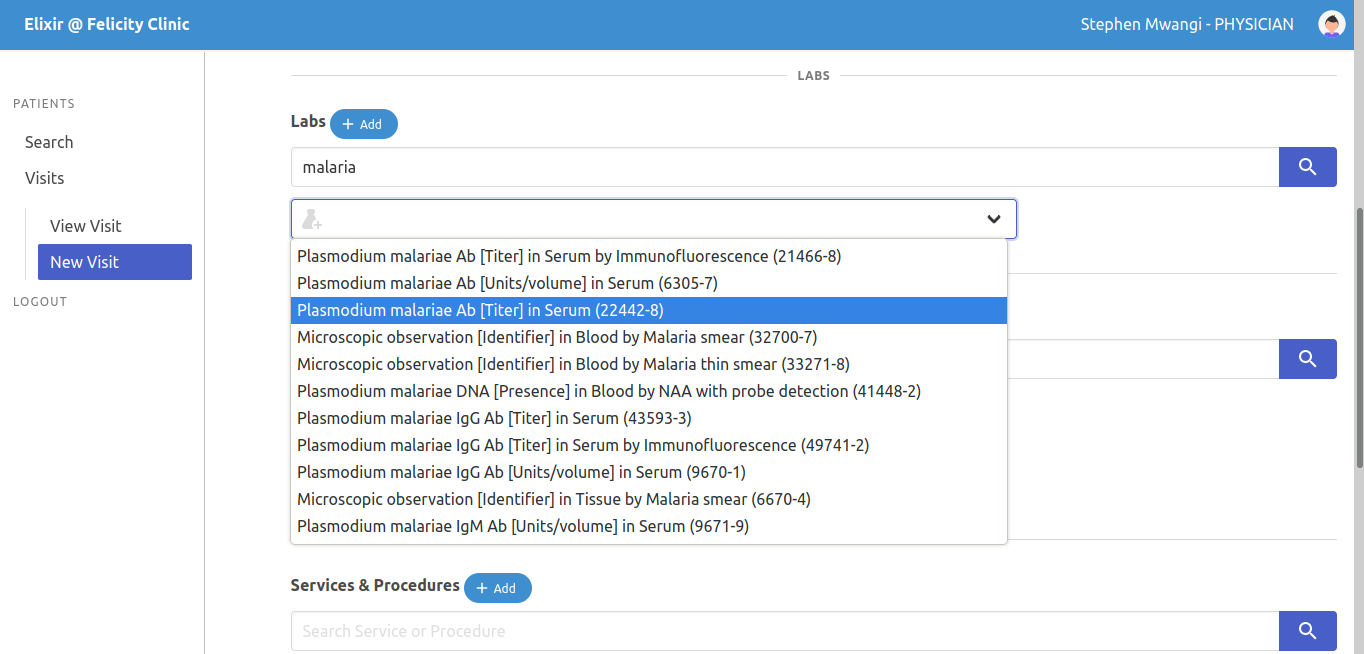 Elixir @ Felicity Clinic
Stephen Mwangi - PHYSICIAN
PATIENTS
Search
Visits
View Visit
New Visit
LOGOUT
LABS
Labs + Add
malaria
Plasmodium malariae Ab [Titer] in Serum by Immunofluorescence (21466-8)
Plasmodium malariae Ab [Units/volume] in Serum (6305-7)
Plasmodium malariae Ab [Titer] in Serum (22442-8)
Microscopic observation [Identifier] in Blood by Malaria smear (32700-7)
Microscopic observation [Identifier] in Blood by Malaria thin smear (33271-8)
Plasmodium malariae DNA [Presence] in Blood by NAA with probe detection (41448-2)
Plasmodium malariae IgG Ab [Titer] in Serum (43593-3)
Plasmodium malariae IgG Ab [Titer] in Serum by Immunofluorescence (49741-2)
Plasmodium malariae IgG Ab [Units/volume] in Serum (9670-1)
Microscopic observation [Identifier] in Tissue by Malaria smear (6670-4)
Plasmodium malariae IgM Ab [Units/volume] in Serum (9671-9)
Services & Procedures + Add
Search Service or Procedure